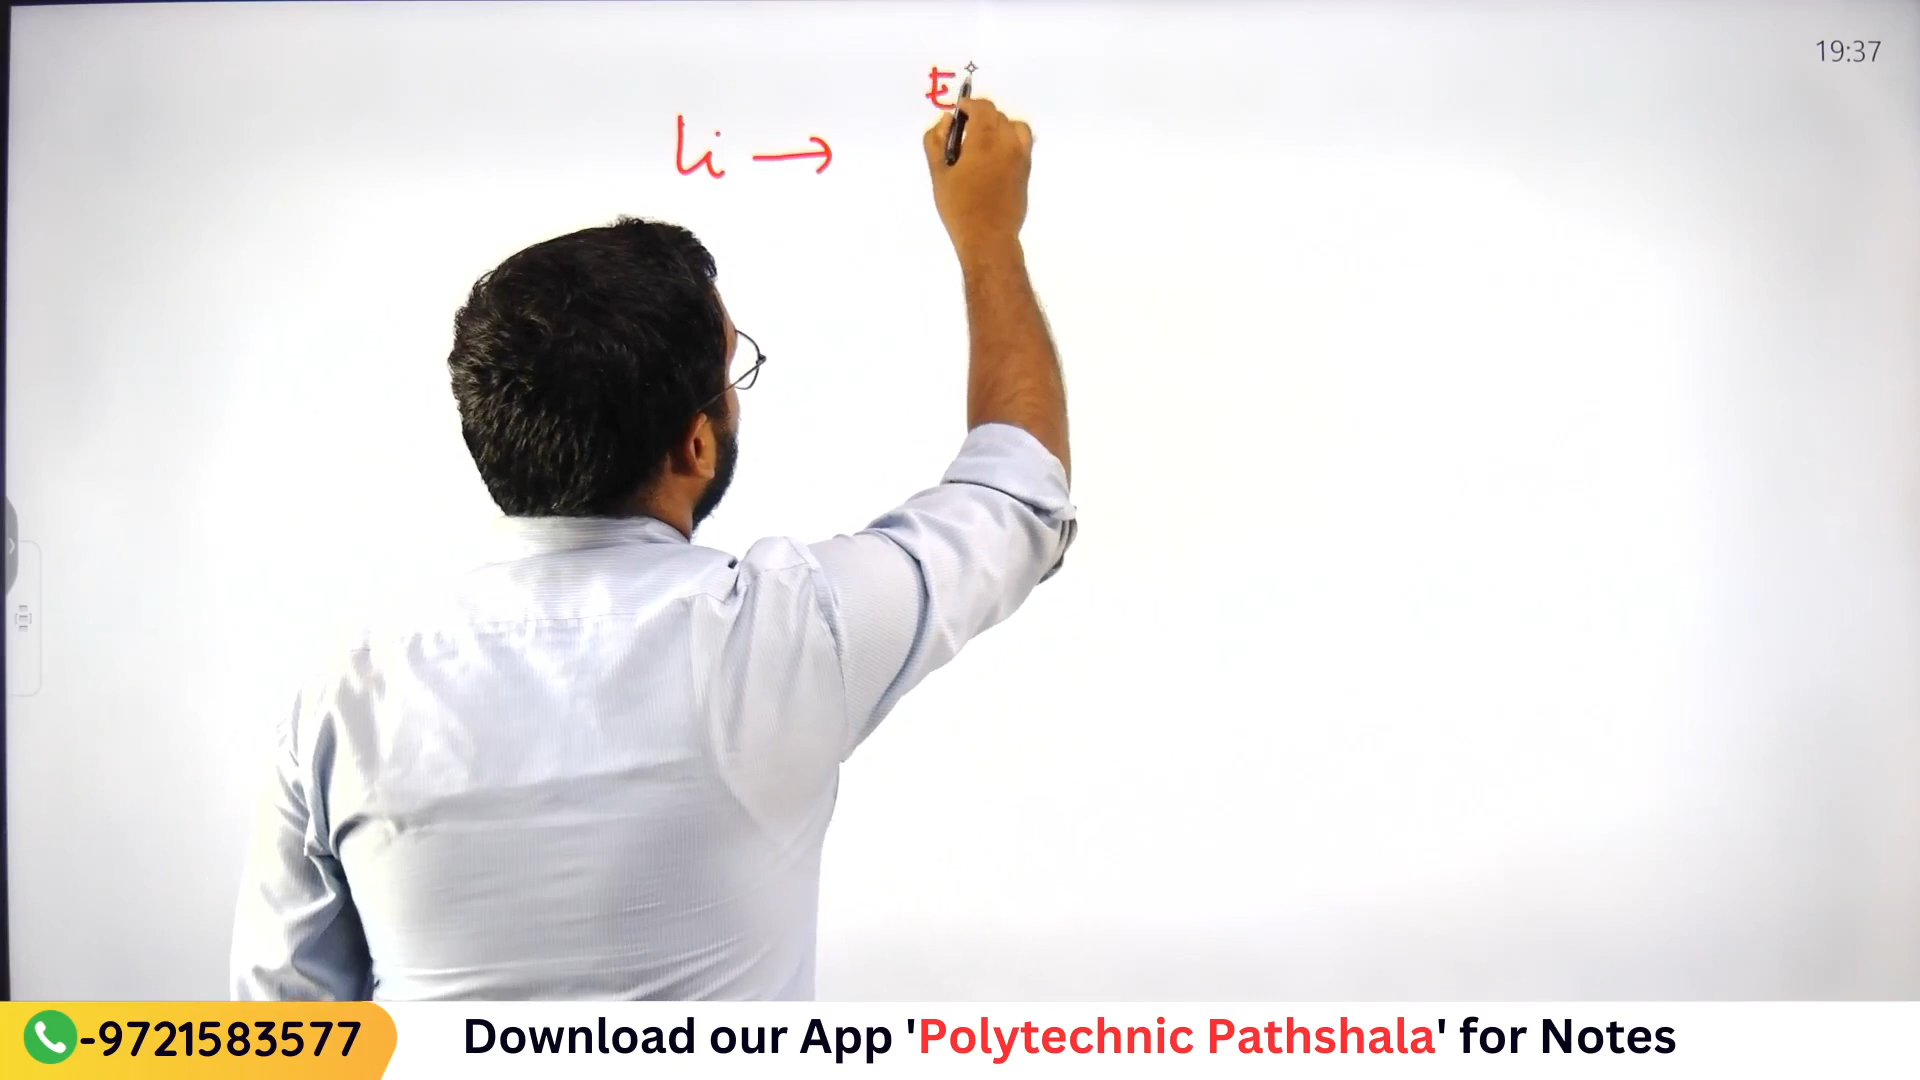 19:37
E
Li →
-9721583577
Download our App 'Polytechnic Pathshala' for Notes